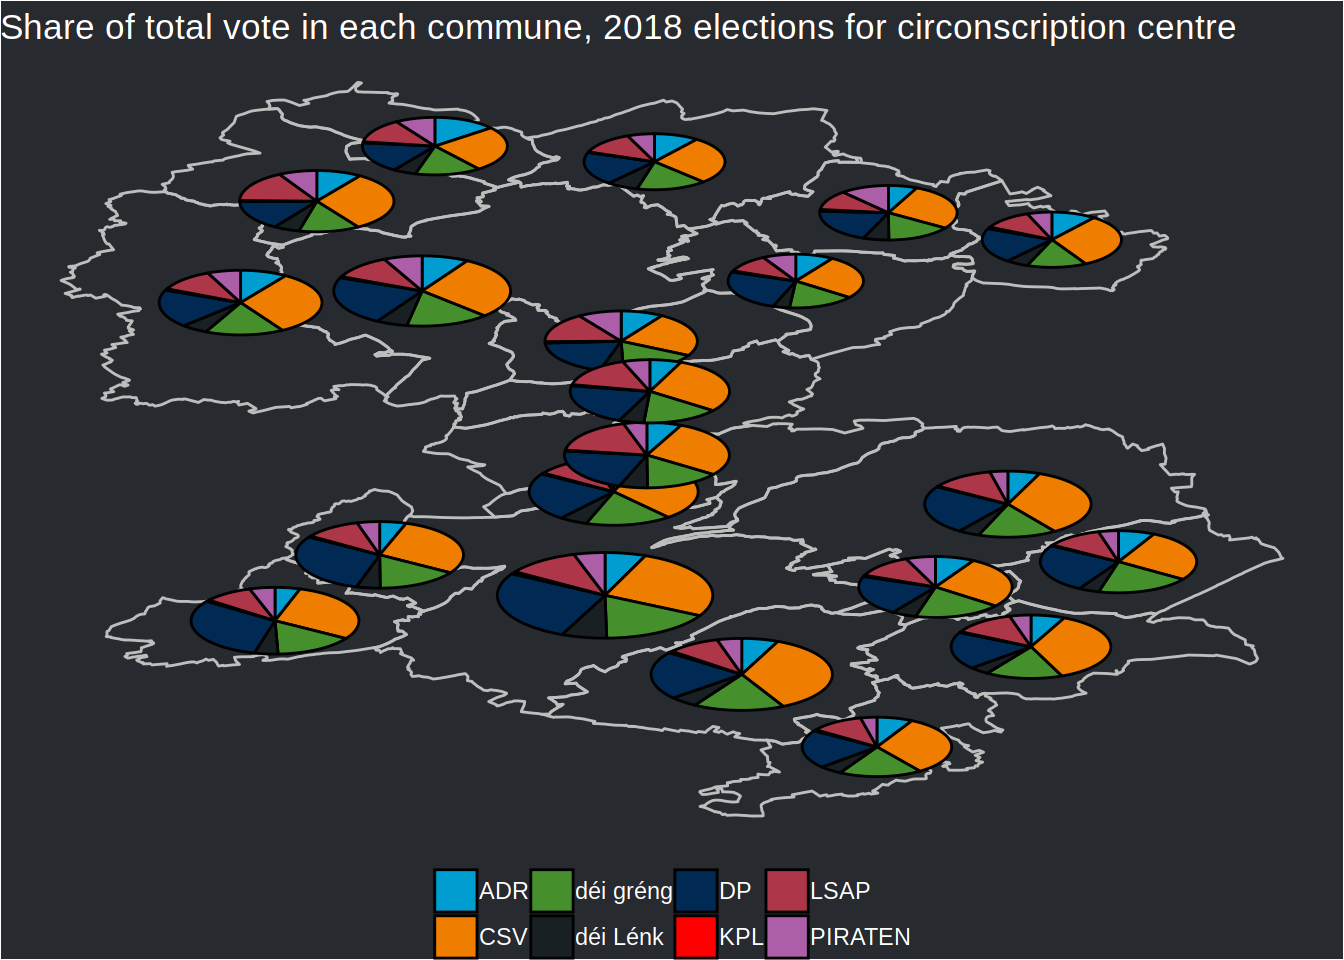 Share of total vote in each commune, 2018 elections for circonscription centre
ADR déi gréng DP LSAP
CSV déi Lénk KPL PIRATEN